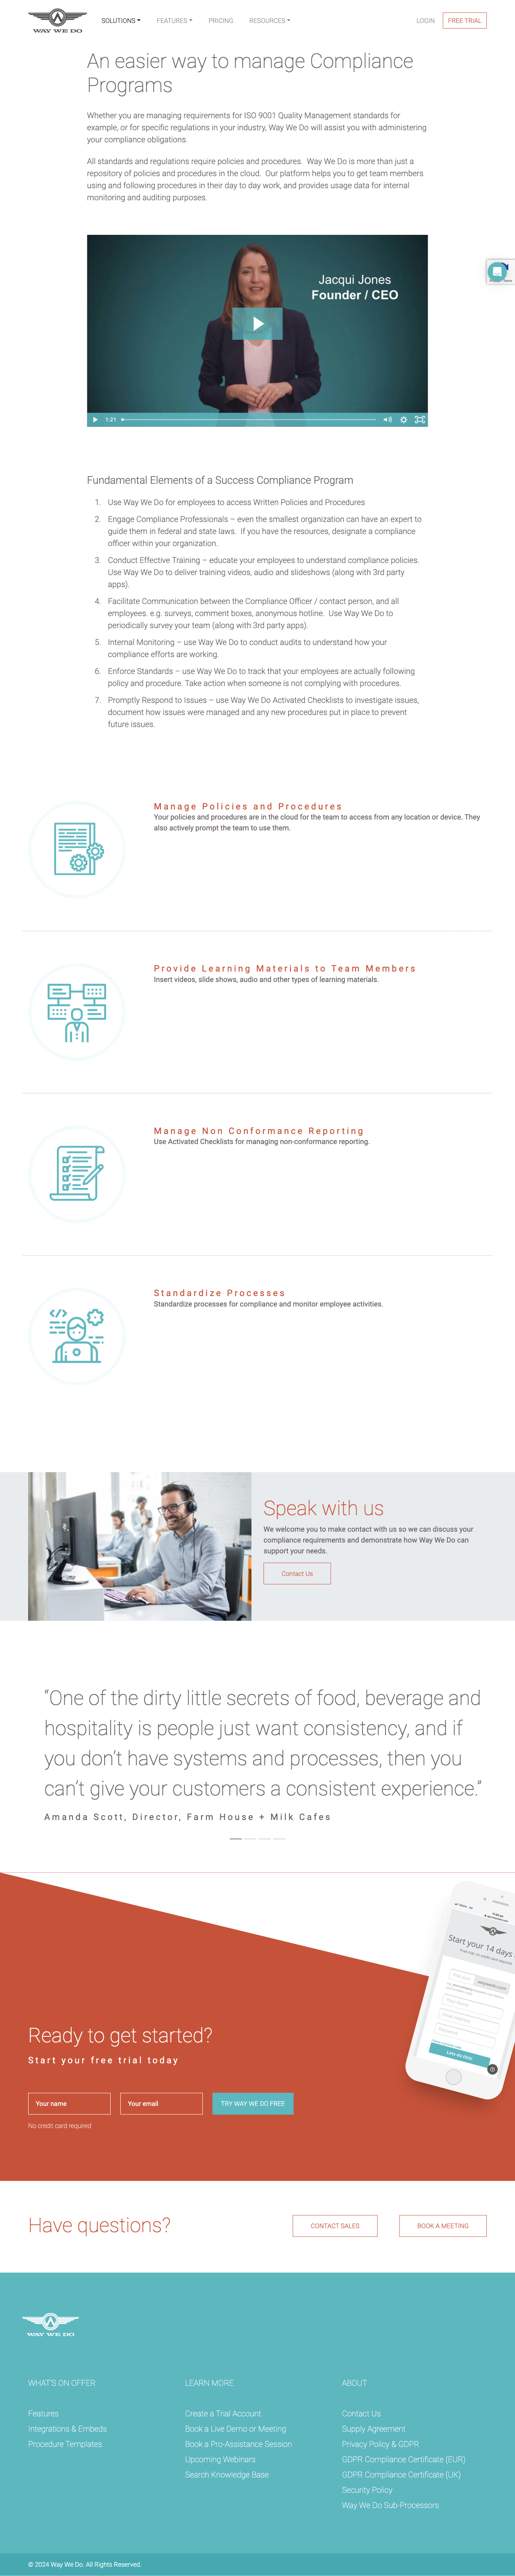 WAY WE DO
SOLUTIONS
FEATURES
PRICING
RESOURCES
LOGIN
FREE TRIAL
An easier way to manage Compliance
Programs
Whether you are managing requirements for ISO 9001 Quality Management standards for
example, or for specific regulations in your industry, Way We Do will assist you with administering
your compliance obligations.
All standards and regulations require policies and procedures.  Way We Do is more than just a
repository of policies and procedures in the cloud.  Our platform helps you to get team members
using and following procedures in their day to day work, and provides usage data for internal
monitoring and auditing purposes.
Jacqui Jones
Founder / CEO
1:21
Fundamental Elements of a Success Compliance Program
1. Use Way We Do for employees to access Written Policies and Procedures
2. Engage Compliance Professionals – even the smallest organization can have an expert to
guide them in federal and state laws.  If you have the resources, designate a compliance
officer within your organization.
3. Conduct Effective Training – educate your employees to understand compliance policies.
Use Way We Do to deliver training videos, audio and slideshows (along with 3rd party
apps).
4. Facilitate Communication between the Compliance Officer / contact person, and all
employees. e.g. surveys, comment boxes, anonymous hotline.  Use Way We Do to
periodically survey your team (along with 3rd party apps).
5. Internal Monitoring – use Way We Do to conduct audits to understand how your
compliance efforts are working.
6. Enforce Standards – use Way We Do to track that your employees are actually following
policy and procedure. Take action when someone is not complying with procedures.
7. Promptly Respond to Issues – use Way We Do Activated Checklists to investigate issues,
document how issues were managed and any new procedures put in place to prevent
future issues.
Manage Policies and Procedures
Your policies and procedures are in the cloud for the team to access from any location or device. They
also actively prompt the team to use them.
Provide Learning Materials to Team Members
Insert videos, slide shows, audio and other types of learning materials.
Manage Non Conformance Reporting
Use Activated Checklists for managing non-conformance reporting.
Standardize Processes
Standardize processes for compliance and monitor employee activities.
Speak with us
We welcome you to make contact with us so we can discuss your
compliance requirements and demonstrate how Way We Do can
support your needs.
Contact Us
“One of the dirty little secrets of food, beverage and
hospitality is people just want consistency, and if
you don’t have systems and processes, then you
can’t give your customers a consistent experience.”
Amanda Scott, Director, Farm House + Milk Cafes
Start your 14 days
Ready to get started?
Start your free trial today
Your name
Your email
TRY WAY WE DO FREE
No credit card required
Have questions?
CONTACT SALES
BOOK A MEETING
WAY WE DO
WHAT'S ON OFFER
Features
Integrations & Embeds
Procedure Templates
LEARN MORE
Create a Trial Account
Book a Live Demo or Meeting
Book a Pro-Assistance Session
Upcoming Webinars
Search Knowledge Base
ABOUT
Contact Us
Supply Agreement
Privacy Policy & GDPR
GDPR Compliance Certificate (EUR)
GDPR Compliance Certificate (UK)
Security Policy
Way We Do Sub-Processors
© 2024 Way We Do. All Rights Reserved.